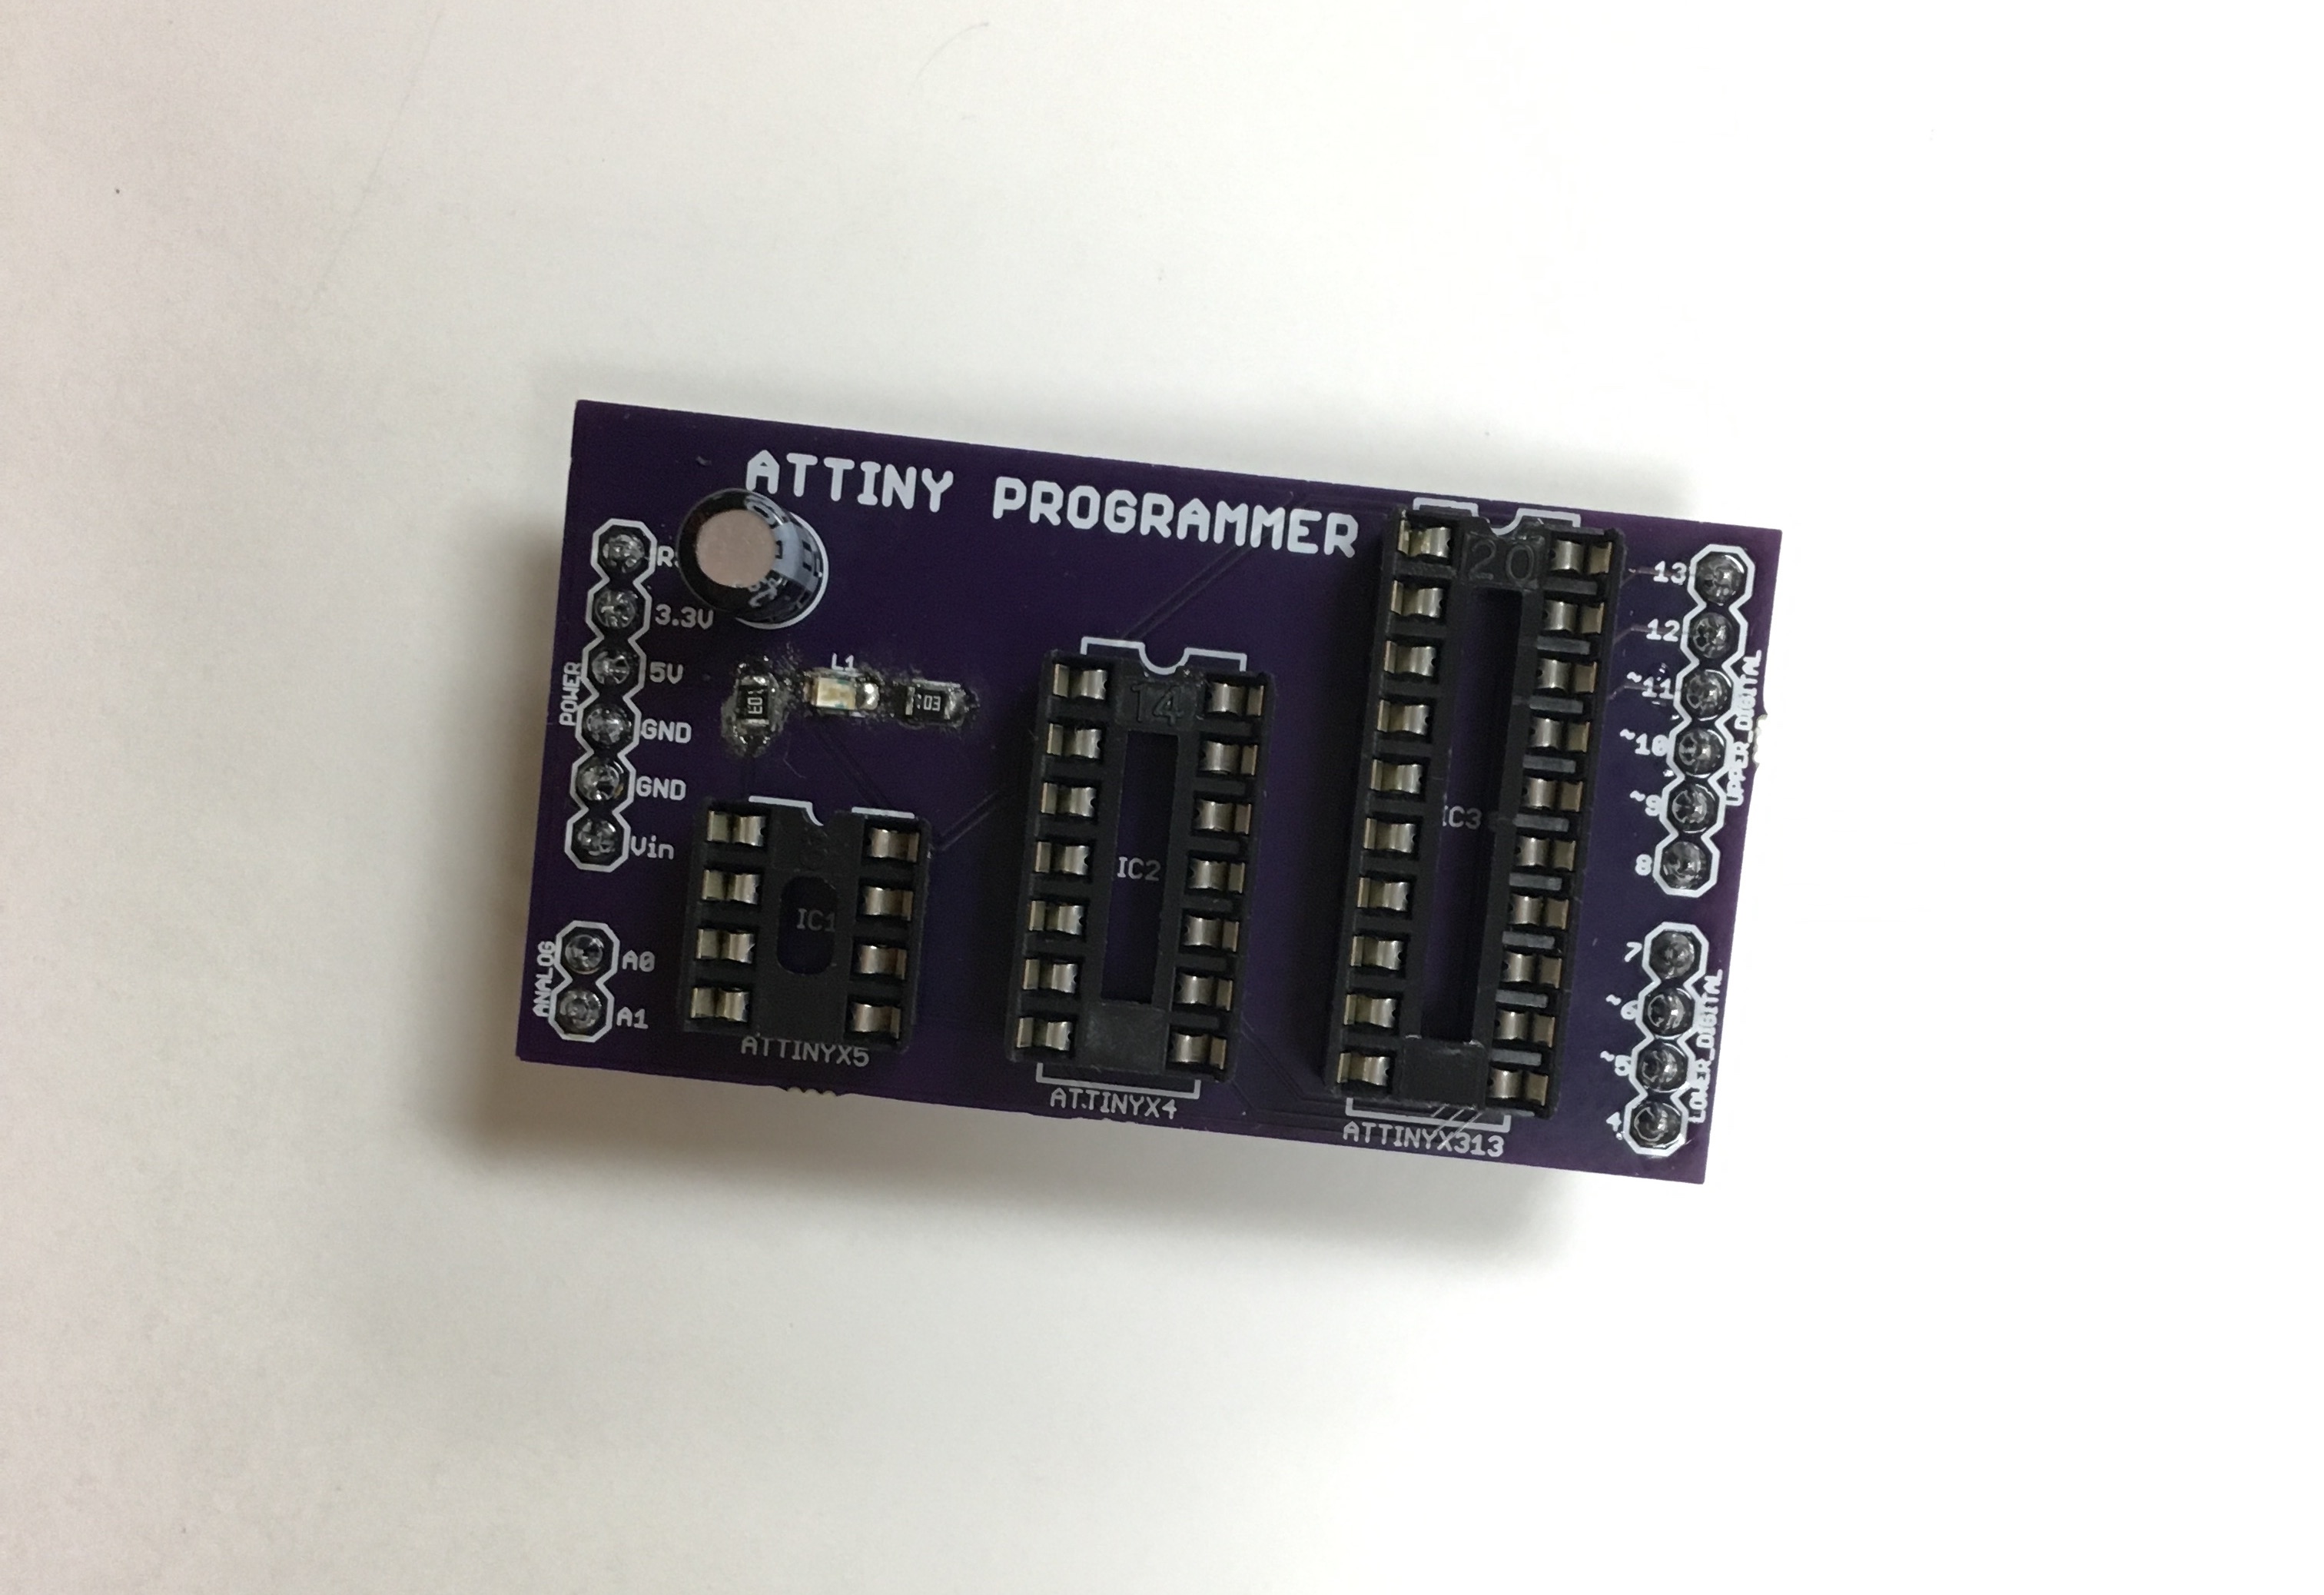 ATTINY PROGRAMMER
R
3.3V
5V
GND
GND
Vin
POWER
A0
A1
ANALOG
L1
103
103
IC1
ATTINYX5
14
IC2
ATTINYX4
20
IC3
ATTINYX313
13
12
~11
~10
~9
8
UPPER_DIGITAL
7
~6
~5
4
LOWER_DIGITAL